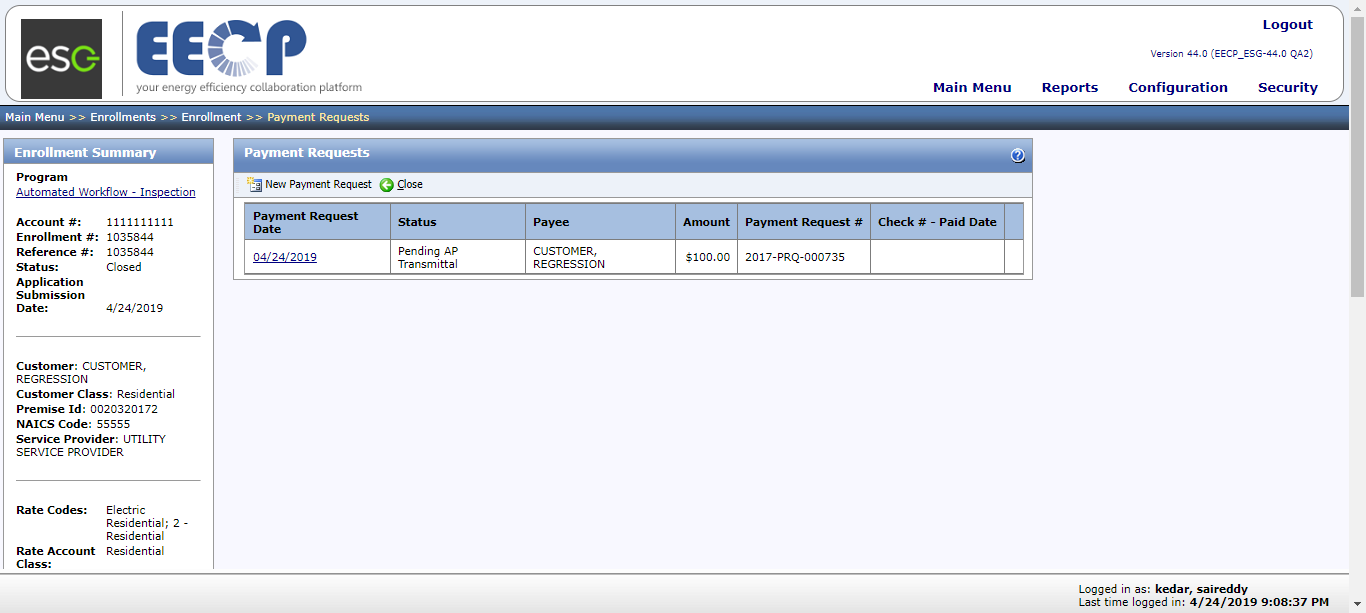 Logout
esg
EECP
your energy efficiency collaboration platform
Version 44.0 (EECP_ESG-44.0 QA2)
Main Menu Reports Configuration Security
Main Menu >> Enrollments >> Enrollment >> Payment Requests
Enrollment Summary
Program
Automated Workflow - Inspection
Account #: 1111111111
Enrollment #: 1035844
Reference #: 1035844
Status: Closed
Application
Submission
Date: 4/24/2019
Customer: CUSTOMER,
REGRESSION
Customer Class: Residential
Premise Id: 0020320172
NAICS Code: 55555
Service Provider: UTILITY
SERVICE PROVIDER
Rate Codes: Electric
Residential; 2 -
Residential
Rate Account Residential
Class:
Payment Requests
?
New Payment Request Close
Payment Request
Date
Status
Payee
Amount
Payment Request #
Check # - Paid Date
04/24/2019
Pending AP
Transmittal
CUSTOMER,
REGRESSION
$100.00
2017-PRQ-000735
Logged in as: kedar, saireddy
Last time logged in: 4/24/2019 9:08:37 PM